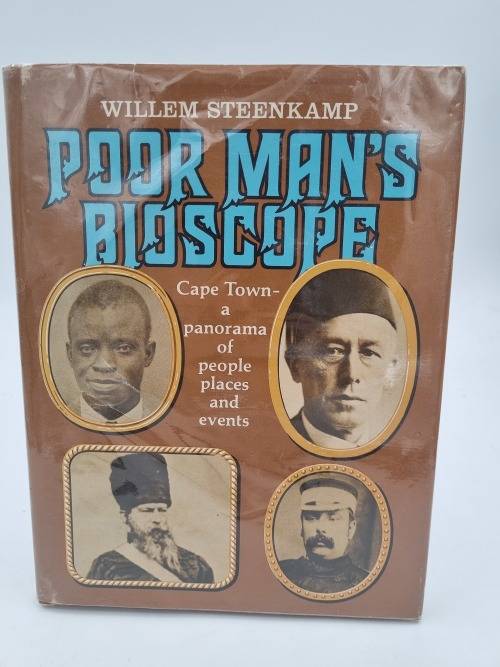 WILLEM STEENKAMP
POOR MAN'S
BIOSCOPE
Cape Town-
a
panorama
of
people
places
and
events